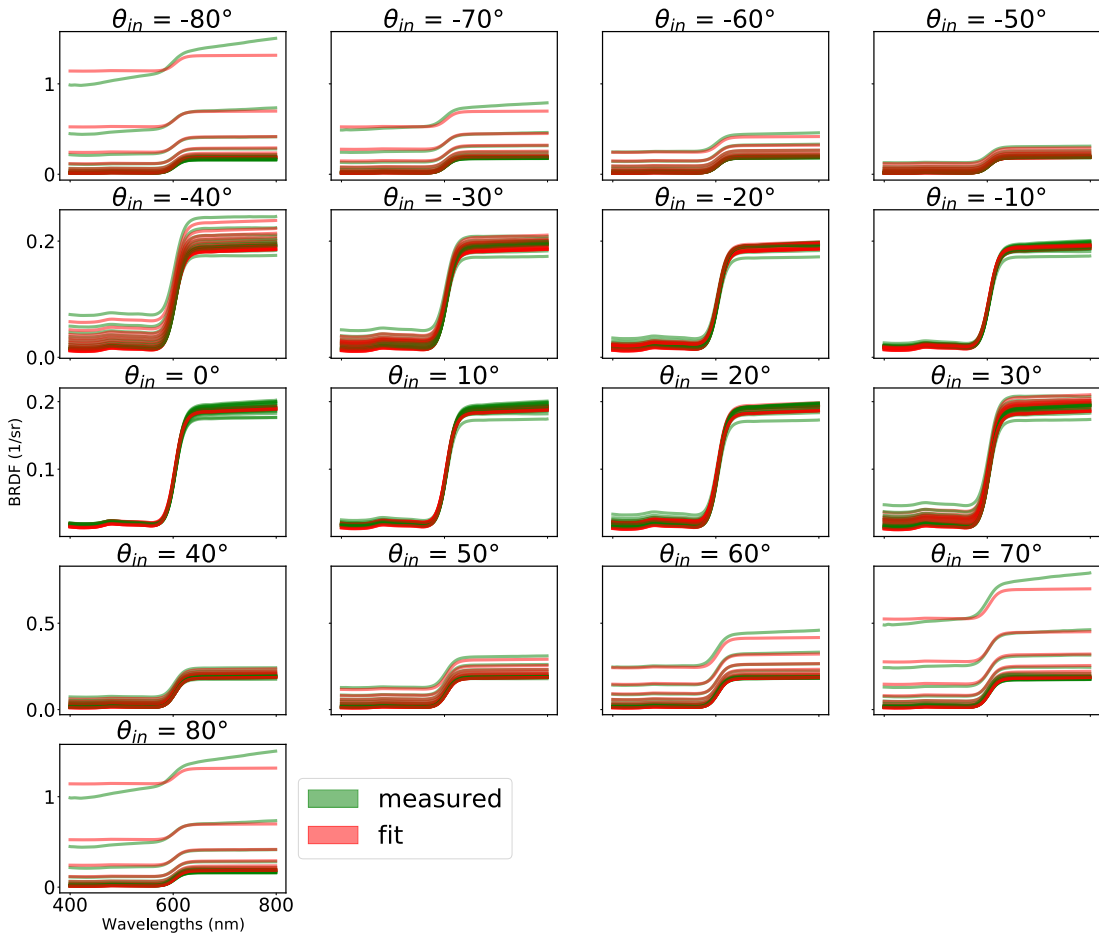 θin = -80° θin = -70° θin = -60° θin = -50°
1
0
θin = -40° θin = -30° θin = -20° θin = -10°
0.2
0.0
θin = 0° θin = 10° θin = 20° θin = 30°
0.2
0.1
BRDF (1/sr)
θin = 40 θin = 50° θin = 60° θin = 70°
0.5
0.0
θin = 80°
1
0
400 600 800
Wavelengths (nm)
measured
fit